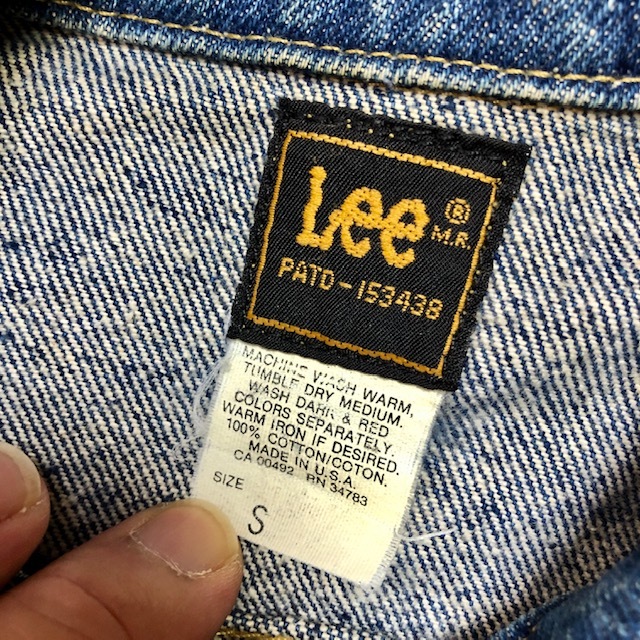 Lee ® M.R.
PATD-153438
MACHINE WASH WARM,
TUMBLE DRY MEDIUM.
WASH DARK & RED
COLORS SEPARATELY.
WARM IRON IF DESIRED.
100% COTTON/COTON.
MADE IN U.S.A.
CA 00492 RN 34783
SIZE S